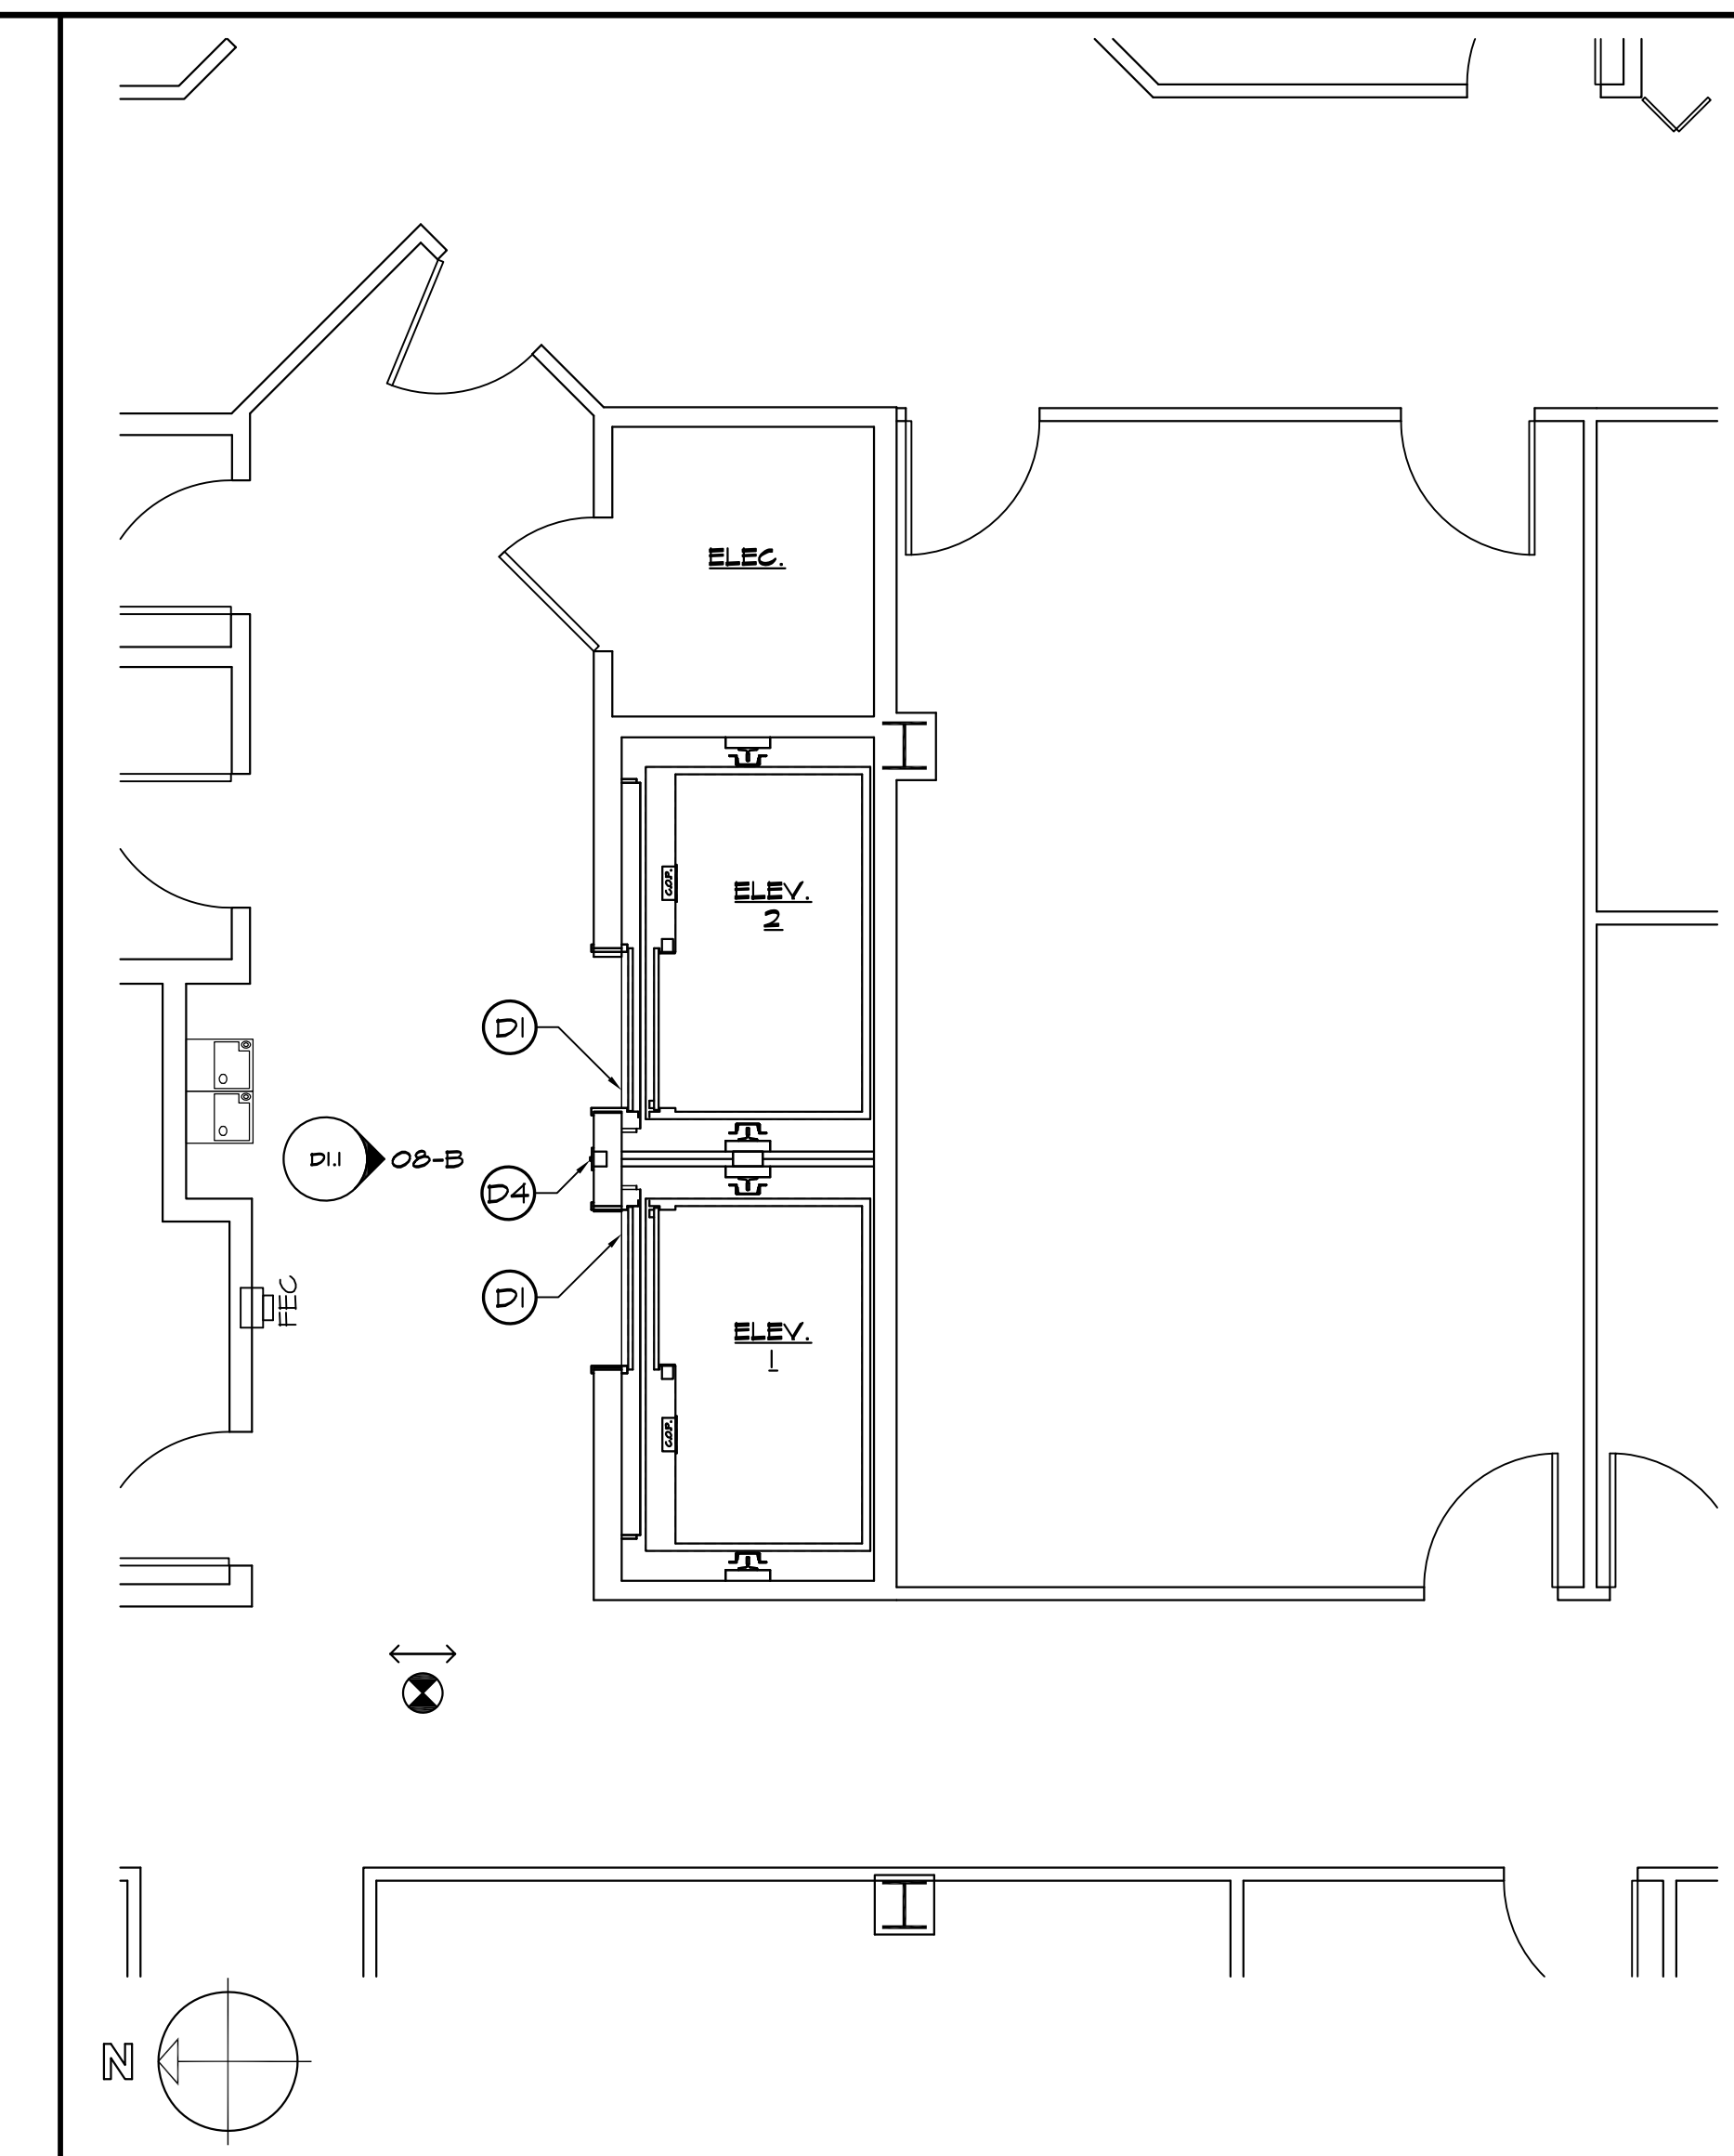 ELEC.
C.O.P.
ELEV.
2
D1
D1.1
08-B
D4
D1
FEC
ELEV.
1
C.O.P.
N